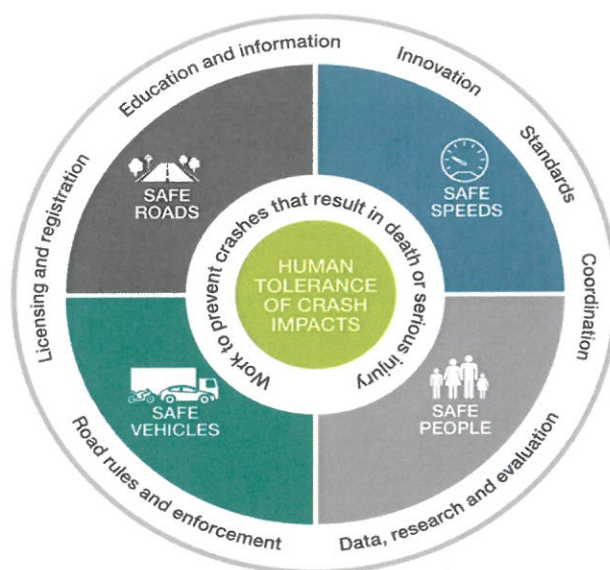 Education and information
Innovation
Standards
Coordination
Data, research and evaluation
Road rules and enforcement
Licensing and registration
SAFE
ROADS
SAFE
SPEEDS
SAFE
PEOPLE
SAFE
VEHICLES
Work to prevent crashes that result in death or serious injury
HUMAN
TOLERANCE
OF CRASH
IMPACTS